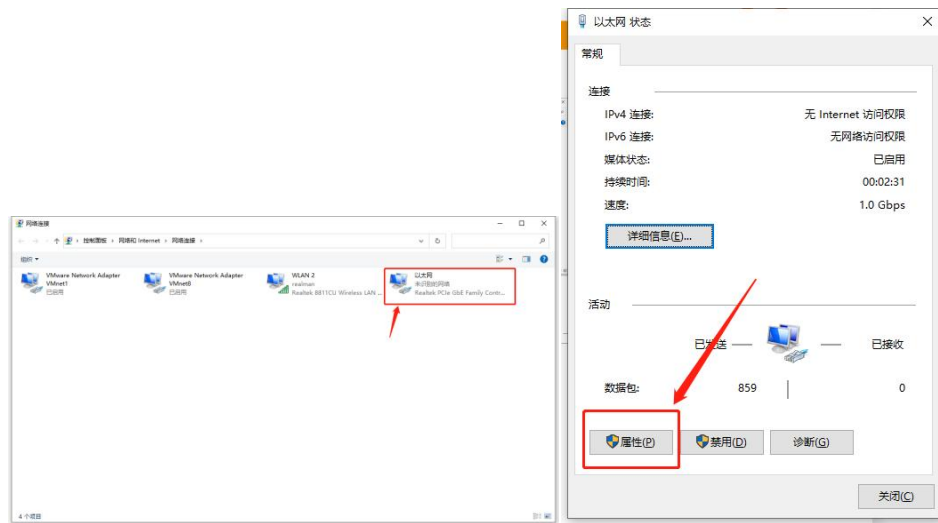 网络连接
控制面板 > 网络和 Internet > 网络连接 >
组织
VMware Network Adapter
VMnet1
已启用
VMware Network Adapter
VMnet8
已启用
WLAN 2
realman
Realtek 8811CU Wireless LAN ...
以太网
未识别的网络
Realtek PCIe GbE Family Contr...
4 个项目
以太网 状态
常规
连接
IPv4 连接: 无 Internet 访问权限
IPv6 连接: 无网络访问权限
媒体状态: 已启用
持续时间: 00:02:31
速度: 1.0 Gbps
详细信息(E)...
活动
已发送 已接收
数据包: 859 0
属性(P)
禁用(D)
诊断(G)
关闭(C)